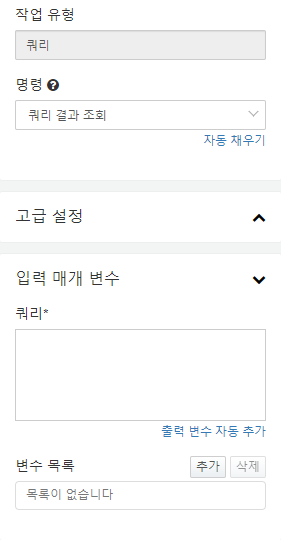 작업 유형
쿼리
명령
쿼리 결과 조회
자동 채우기
고급 설정
입력 매개 변수
쿼리*
출력 변수 자동 추가
변수 목록 추가 삭제
목록이 없습니다